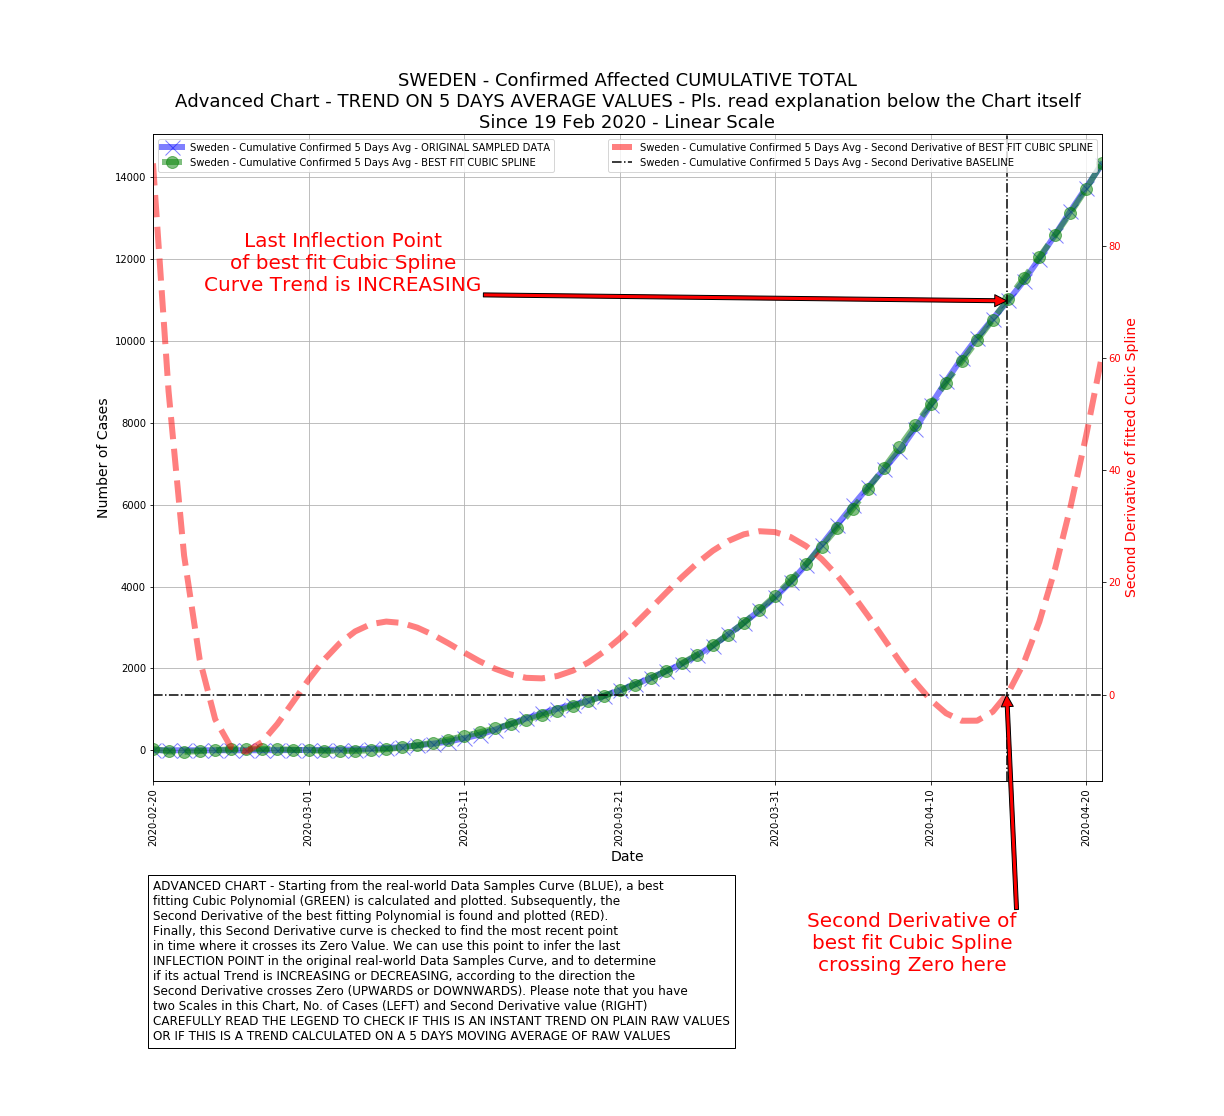 SWEDEN - Confirmed Affected CUMULATIVE TOTAL
Advanced Chart - TREND ON 5 DAYS AVERAGE VALUES - Pls. read explanation below the Chart itself
Since 19 Feb 2020 - Linear Scale
Sweden - Cumulative Confirmed 5 Days Avg - ORIGINAL SAMPLED DATA
Sweden - Cumulative Confirmed 5 Days Avg - BEST FIT CUBIC SPLINE
Sweden - Cumulative Confirmed 5 Days Avg - Second Derivative of BEST FIT CUBIC SPLINE
Sweden - Cumulative Confirmed 5 Days Avg - Second Derivative BASELINE
Last Inflection Point
of best fit Cubic Spline
Curve Trend is INCREASING
Number of Cases
14000
12000
10000
8000
6000
4000
2000
0
80
60
40
20
0
Second Derivative of fitted Cubic Spline
2020-02-20
2020-03-01
2020-03-11
2020-03-21
2020-03-31
2020-04-10
2020-04-20
Date
ADVANCED CHART - Starting from the real-world Data Samples Curve (BLUE), a best
fitting Cubic Polynomial (GREEN) is calculated and plotted. Subsequently, the
Second Derivative of the best fitting Polynomial is found and plotted (RED).
Finally, this Second Derivative curve is checked to find the most recent point
in time where it crosses its Zero Value. We can use this point to infer the last
INFLECTION POINT in the original real-world Data Samples Curve, and to determine
if its actual Trend is INCREASING or DECREASING, according to the direction the
Second Derivative crosses Zero (UPWARDS or DOWNWARDS). Please note that you have
two Scales in this Chart, No. of Cases (LEFT) and Second Derivative value (RIGHT)
CAREFULLY READ THE LEGEND TO CHECK IF THIS IS AN INSTANT TREND ON PLAIN RAW VALUES
OR IF THIS IS A TREND CALCULATED ON A 5 DAYS MOVING AVERAGE OF RAW VALUES
Second Derivative of
best fit Cubic Spline
crossing Zero here